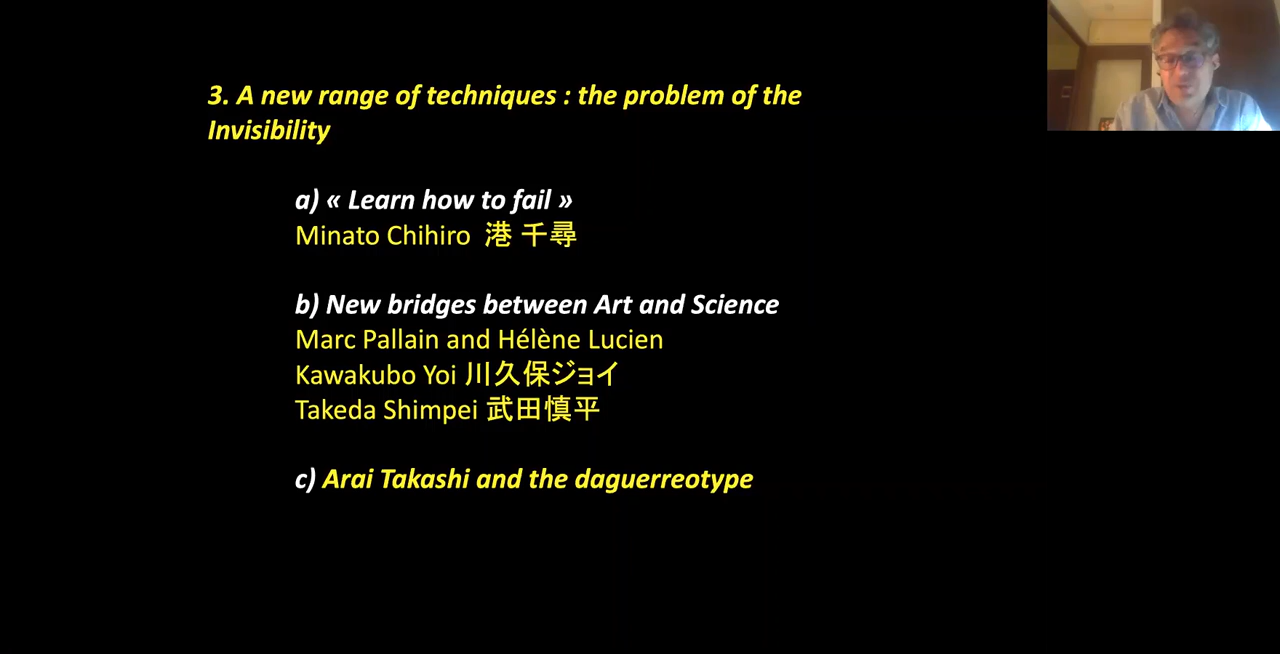 3. A new range of techniques : the problem of the
Invisibility
a) « Learn how to fail »
Minato Chihiro 港 千尋
b) New bridges between Art and Science
Marc Pallain and Hélène Lucien
Kawakubo Yoi 川久保ジョイ
Takeda Shimpei 武田慎平
c) Arai Takashi and the daguerreotype